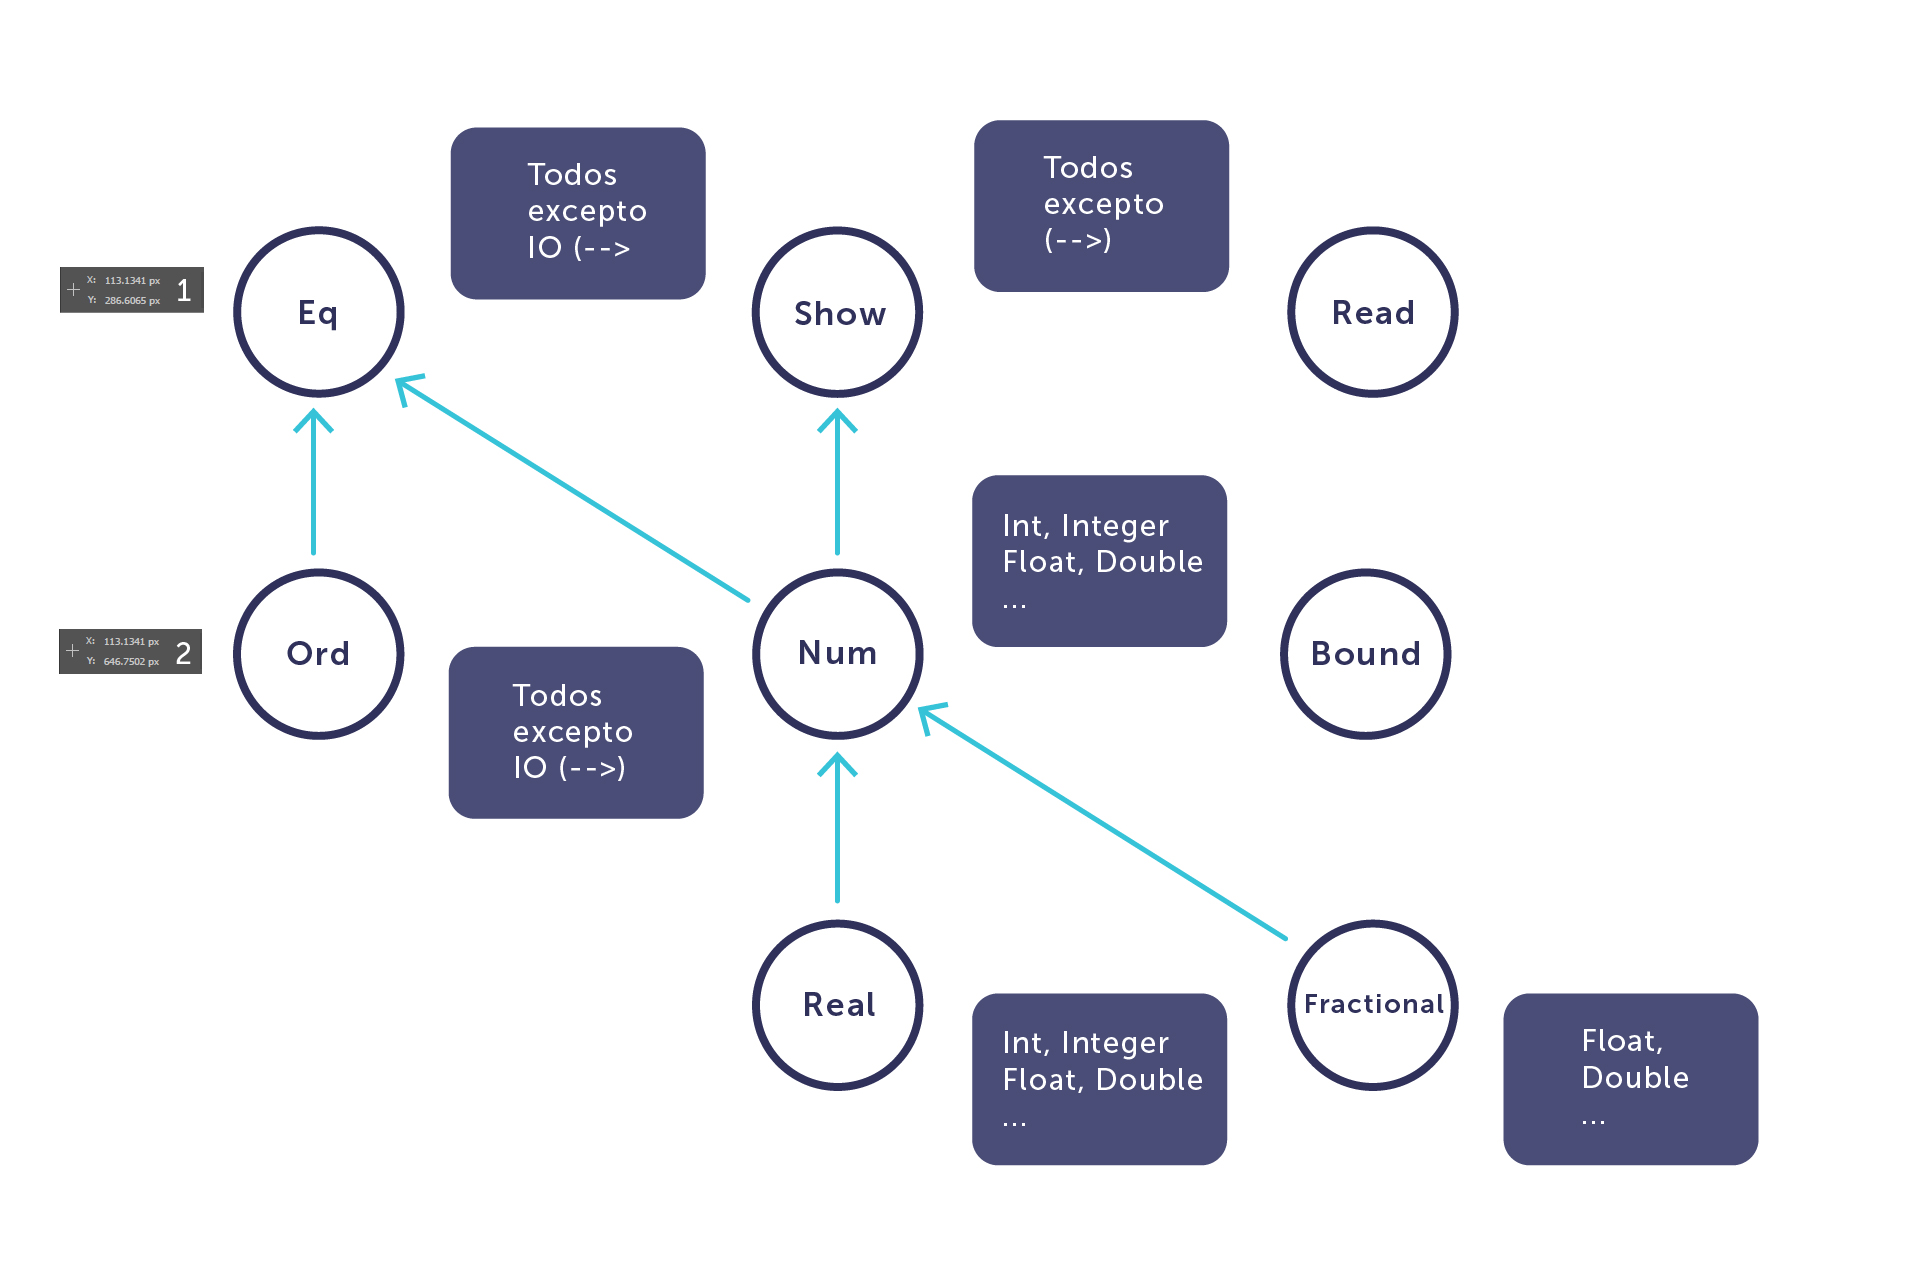 Todos
excepto
IO (-->
Todos
excepto
(-->)
X: 113.1341 px
Y: 286.6065 px
1
Eq
Show
Read
Int, Integer
Float, Double
...
X: 113.1341 px
Y: 646.7502 px
2
Ord
Todos
excepto
IO (-->)
Num
Bound
Real
Int, Integer
Float, Double
...
Fractional
Float,
Double
...